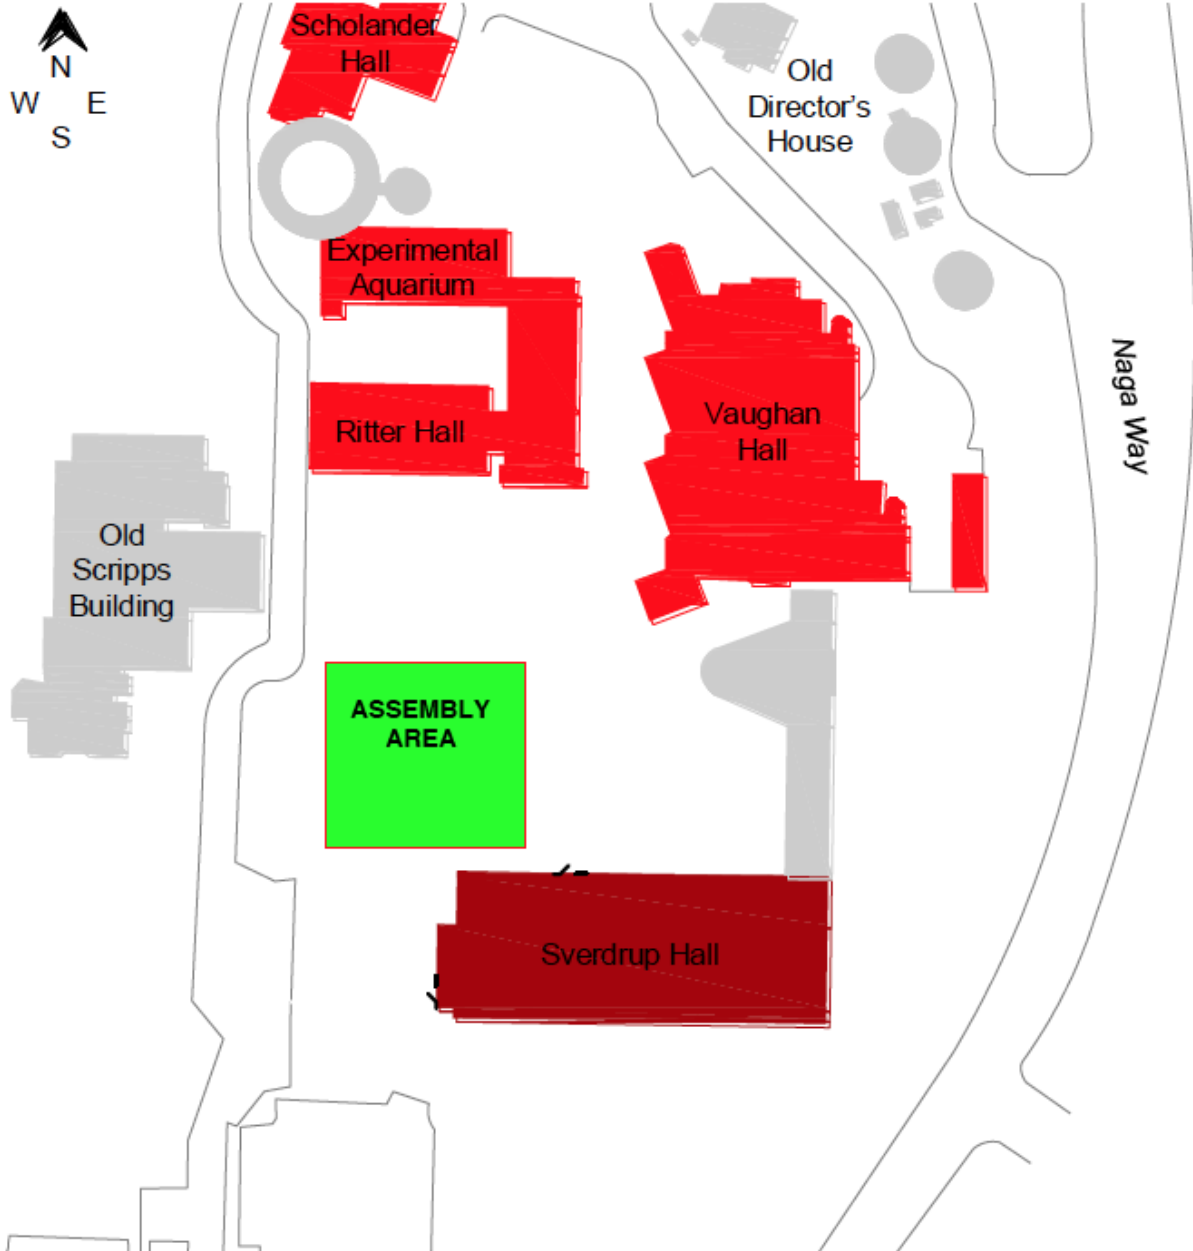 Scholander
Hall
N
W E
S
Old
Director's
House
Experimental
Aquarium
Naga Way
Ritter Hall
Vaughan
Hall
Old
Scripps
Building
ASSEMBLY
AREA
Sverdrup Hall